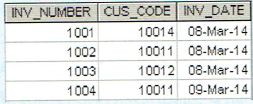 INV_NUMBER CUS_CODE INV_DATE
1001 10014 08-Mar-14
1002 10011 08-Mar-14
1003 10012 08-Mar-14
1004 10011 09-Mar-14